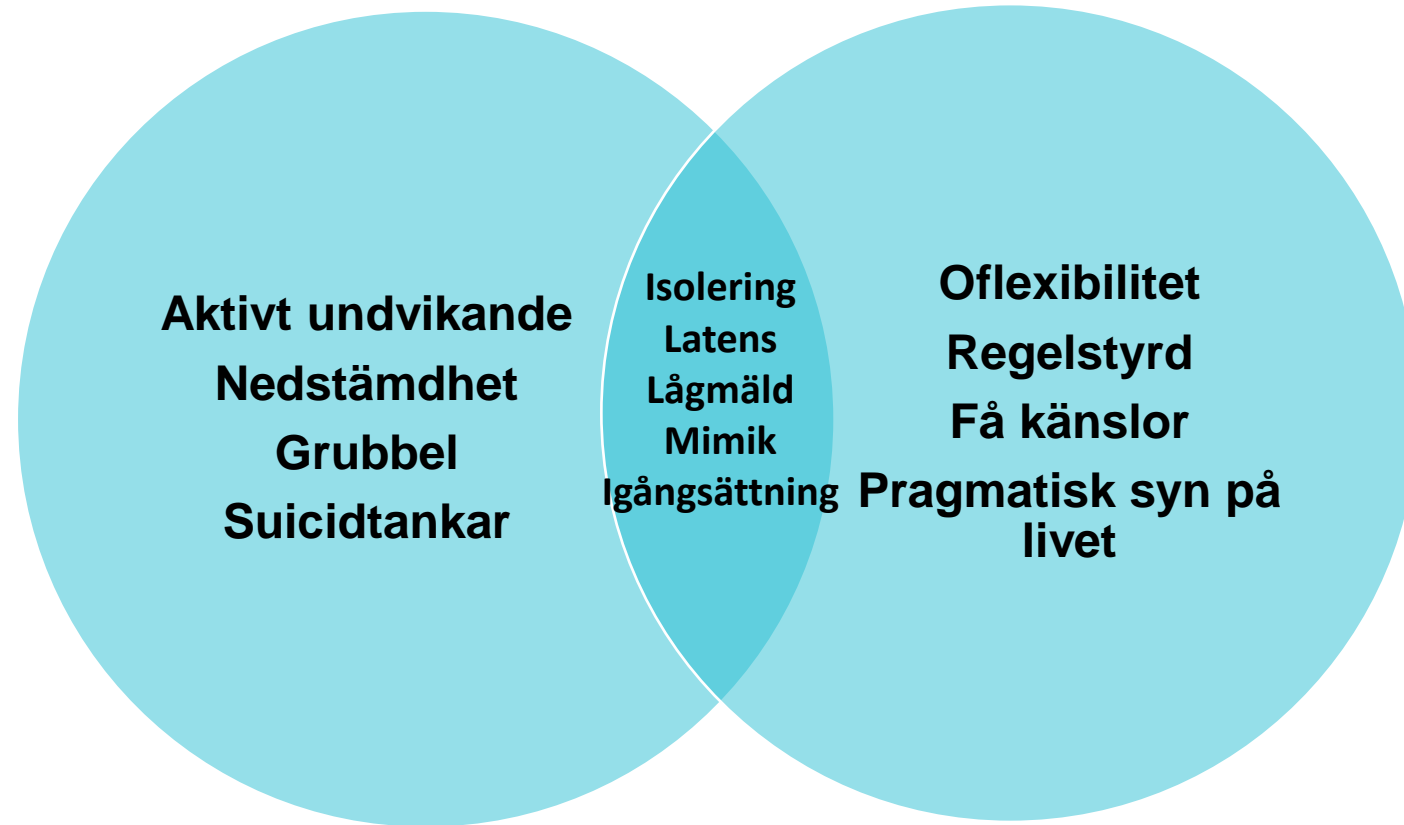 Aktivt undvikande
Nedstämdhet
Grubbel
Suicidtankar
Isolering
Latens
Lågmäld
Mimik
Igångsättning
Oflexibilitet
Regelstyrd
Få känslor
Pragmatisk syn på
livet